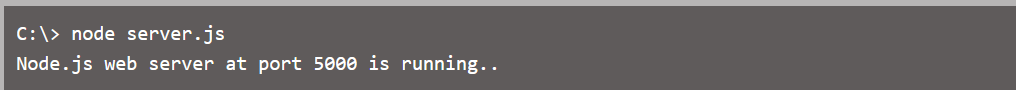 C:\> node server.js
Node.js web server at port 5000 is running..